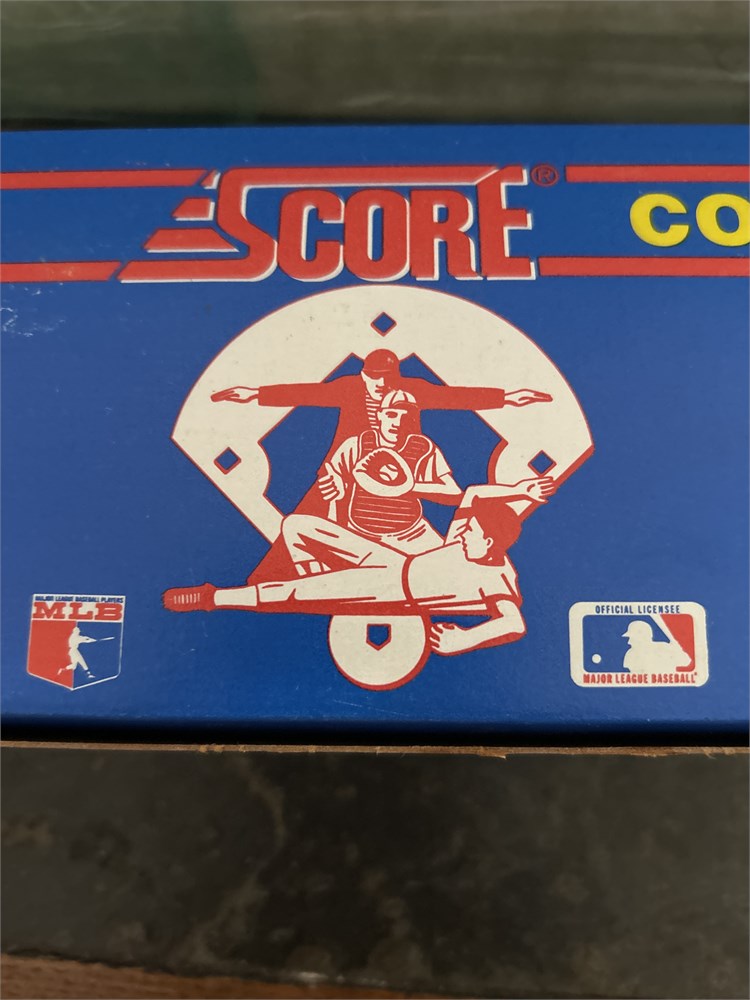 SCORE®
CO
MAJOR LEAGUE BASEBALL PLAYERS
MLB
OFFICIAL LICENSEE
MAJOR LEAGUE BASEBALL®